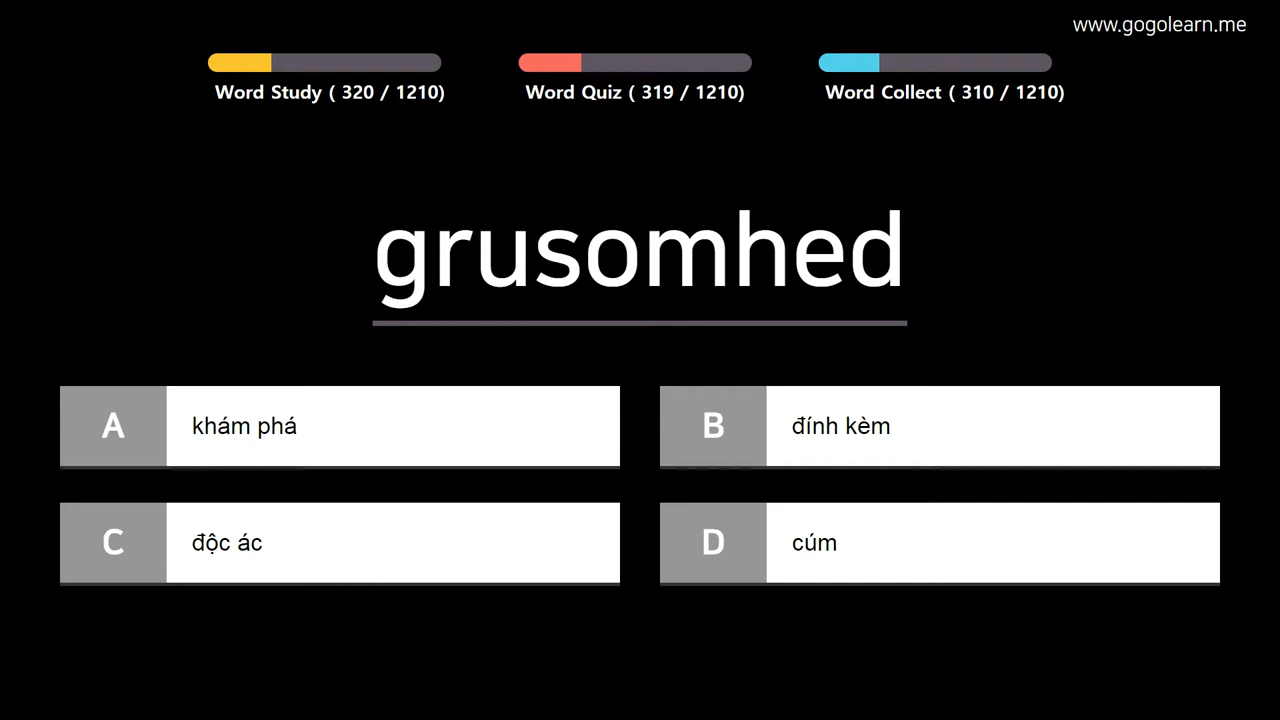 www.gogolearn.me
Word Study ( 320 / 1210)
Word Quiz ( 319 / 1210)
Word Collect ( 310 / 1210)
grusomhed
A khám phá
B đính kèm
C độc ác
D cúm